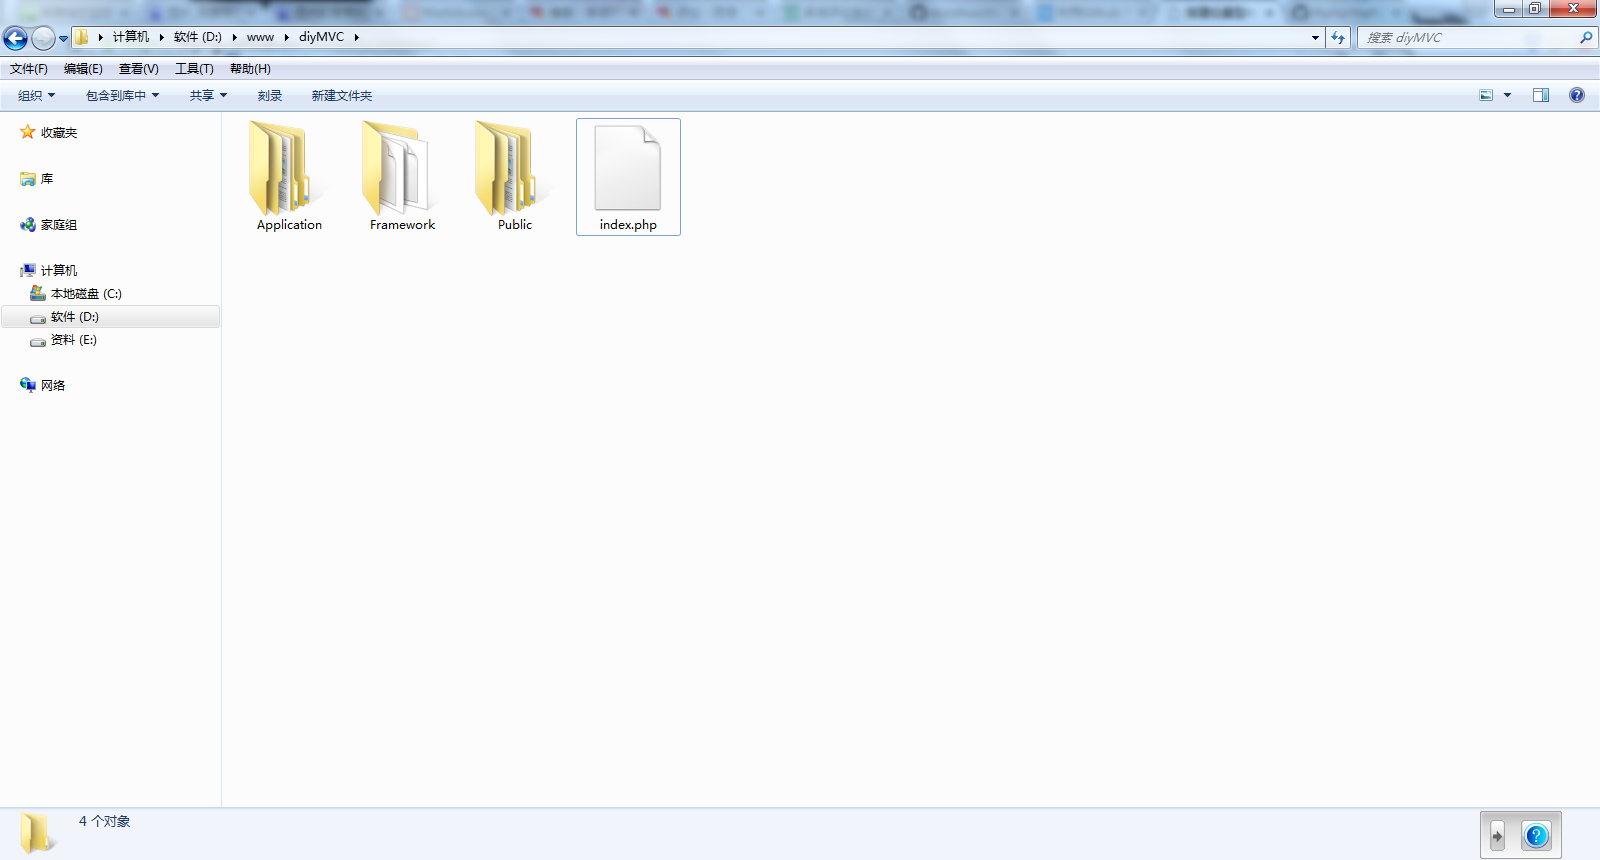 计算机 软件 (D:) www diyMVC
搜索 diyMVC
文件(F) 编辑(E) 查看(V) 工具(T) 帮助(H)
组织 包含到库中 共享 刻录 新建文件夹
收藏夹
库
家庭组
计算机
本地磁盘 (C:)
软件 (D:)
资料 (E:)
网络
Application Framework Public index.php
4 个对象